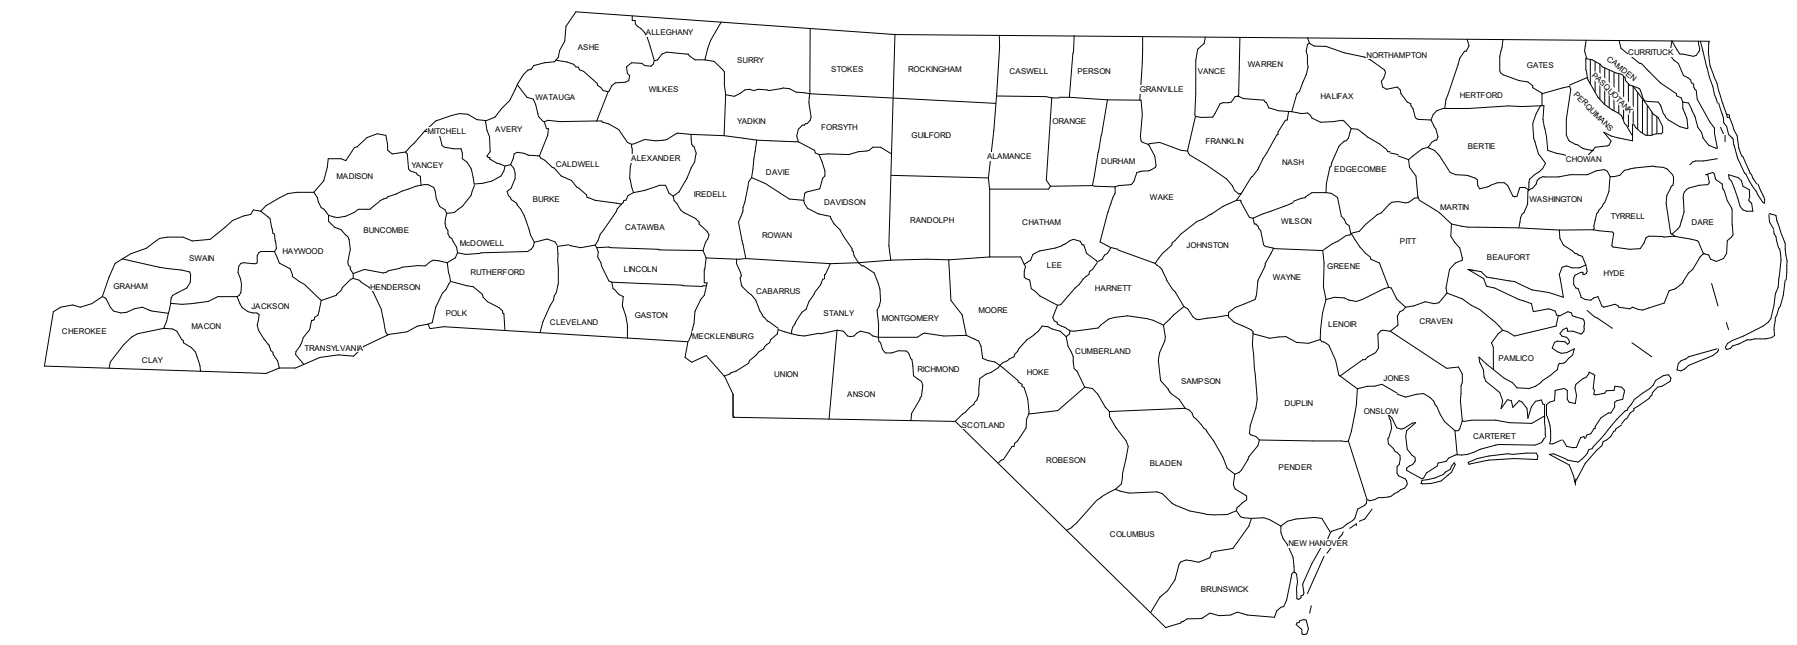 ALLEGHANY
ASHE
SURRY
STOKES
ROCKINGHAM
CASWELL
PERSON
GRANVILLE
VANCE
WARREN
NORTHAMPTON
GATES
CURRITUCK
CAMDEN
PASQUOTANK
PERQUIMANS
WATAUGA
WILKES
HALIFAX
HERTFORD
MITCHELL
AVERY
YADKIN
FORSYTH
GUILFORD
ORANGE
FRANKLIN
BERTIE
CHOWAN
MADISON
YANCEY
CALDWELL
ALEXANDER
DAVIE
ALAMANCE
DURHAM
NASH
EDGECOMBE
BURKE
IREDELL
DAVIDSON
WAKE
MARTIN
WASHINGTON
TYRRELL
DARE
BUNCOMBE
McDOWELL
CATAWBA
ROWAN
RANDOLPH
CHATHAM
WILSON
PITT
SWAIN
HAYWOOD
JOHNSTON
BEAUFORT
HYDE
GRAHAM
HENDERSON
RUTHERFORD
LINCOLN
CABARRUS
LEE
HARNETT
WAYNE
GREENE
CHEROKEE
CLAY
MACON
JACKSON
TRANSYLVANIA
POLK
CLEVELAND
GASTON
MECKLENBURG
STANLY
MONTGOMERY
MOORE
LENOIR
CRAVEN
PAMLICO
UNION
ANSON
RICHMOND
HOKE
CUMBERLAND
SAMPSON
DUPLIN
JONES
ONSLOW
SCOTLAND
CARTERET
ROBESON
BLADEN
PENDER
COLUMBUS
NEW HANOVER
BRUNSWICK